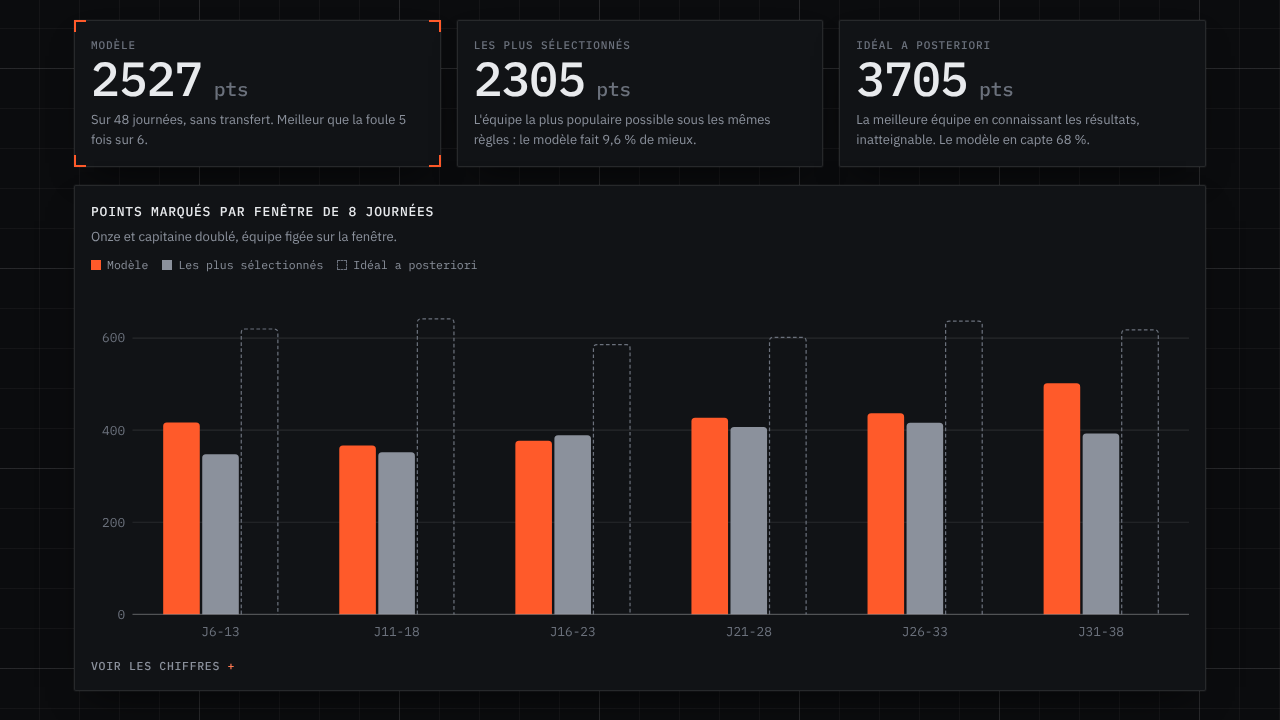 MODÈLE
2527 pts
Sur 48 journées, sans transfert. Meilleur que la foule 5
fois sur 6.
LES PLUS SÉLECTIONNÉS
2305 pts
L'équipe la plus populaire possible sous les mêmes
règles : le modèle fait 9,6 % de mieux.
IDÉAL A POSTERIORI
3705 pts
La meilleure équipe en connaissant les résultats,
inatteignable. Le modèle en capte 68 %.
POINTS MARQUÉS PAR FENÊTRE DE 8 JOURNÉES
Onze et capitaine doublé, équipe figée sur la fenêtre.
Modèle Les plus sélectionnés Idéal a posteriori
600
400
200
0
J6-13 J11-18 J16-23 J21-28 J26-33 J31-38
VOIR LES CHIFFRES +